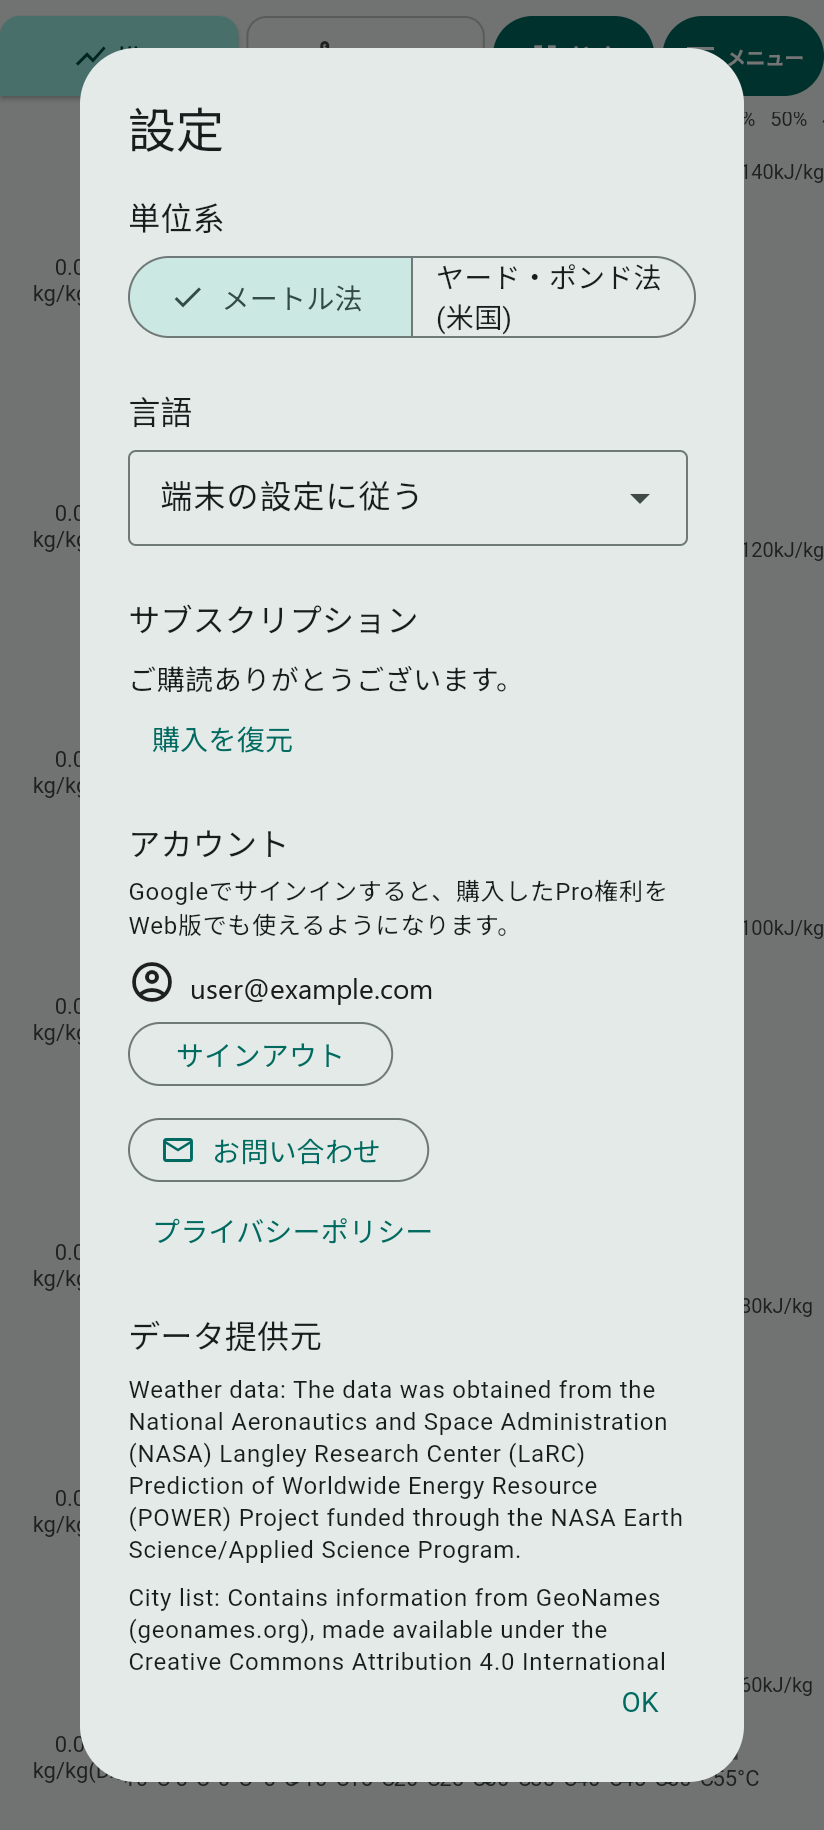 メニュー
50%
140kJ/kg
設定
単位系
メートル法
ヤード・ポンド法
(米国)
言語
端末の設定に従う
120kJ/kg
サブスクリプション
ご購読ありがとうございます。
購入を復元
アカウント
Googleでサインインすると、購入したPro権利を
Web版でも使えるようになります。
100kJ/kg
user@example.com
サインアウト
お問い合わせ
プライバシーポリシー
80kJ/kg
データ提供元
Weather data: The data was obtained from the
National Aeronautics and Space Administration
(NASA) Langley Research Center (LaRC)
Prediction of Worldwide Energy Resource
(POWER) Project funded through the NASA Earth
Science/Applied Science Program.
City list: Contains information from GeoNames
(geonames.org), made available under the
Creative Commons Attribution 4.0 International
60kJ/kg
OK
55°C